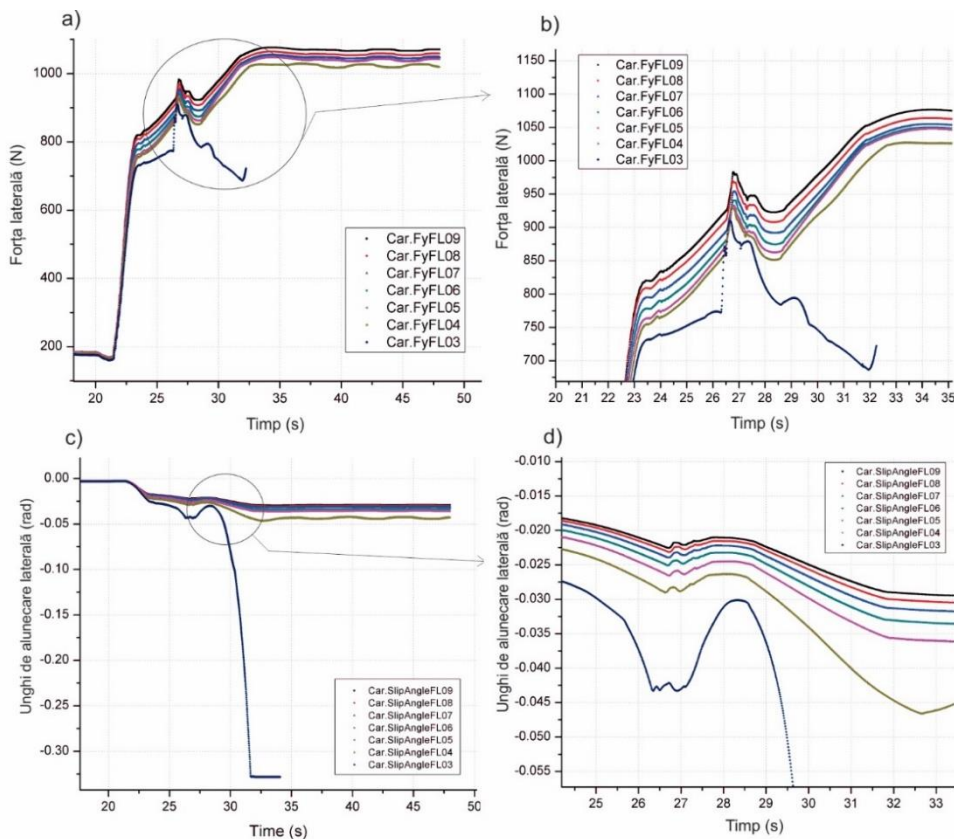 a)
Forța laterală (N)
1000
800
600
400
200
Car.FyFL09
Car.FyFL08
Car.FyFL07
Car.FyFL06
Car.FyFL05
Car.FyFL04
Car.FyFL03
20 25 30 35 40 45 50
Timp (s)
b)
Forța laterală (N)
1150
1100
1050
1000
950
900
850
800
750
700
Car.FyFL09
Car.FyFL08
Car.FyFL07
Car.FyFL06
Car.FyFL05
Car.FyFL04
Car.FyFL03
20 21 22 23 24 25 26 27 28 29 30 31 32 33 34 35
Timp (s)
c)
Unghi de alunecare laterală (rad)
0.00
-0.05
-0.10
-0.15
-0.20
-0.25
-0.30
Car.SlipAngleFL09
Car.SlipAngleFL08
Car.SlipAngleFL07
Car.SlipAngleFL06
Car.SlipAngleFL05
Car.SlipAngleFL04
Car.SlipAngleFL03
20 25 30 35 40 45 50
Time (s)
d)
Unghi de alunecare laterală (rad)
-0.010
-0.015
-0.020
-0.025
-0.030
-0.035
-0.040
-0.045
-0.050
-0.055
Car.SlipAngleFL09
Car.SlipAngleFL08
Car.SlipAngleFL07
Car.SlipAngleFL06
Car.SlipAngleFL05
Car.SlipAngleFL04
Car.SlipAngleFL03
25 26 27 28 29 30 31 32 33
Timp (s)